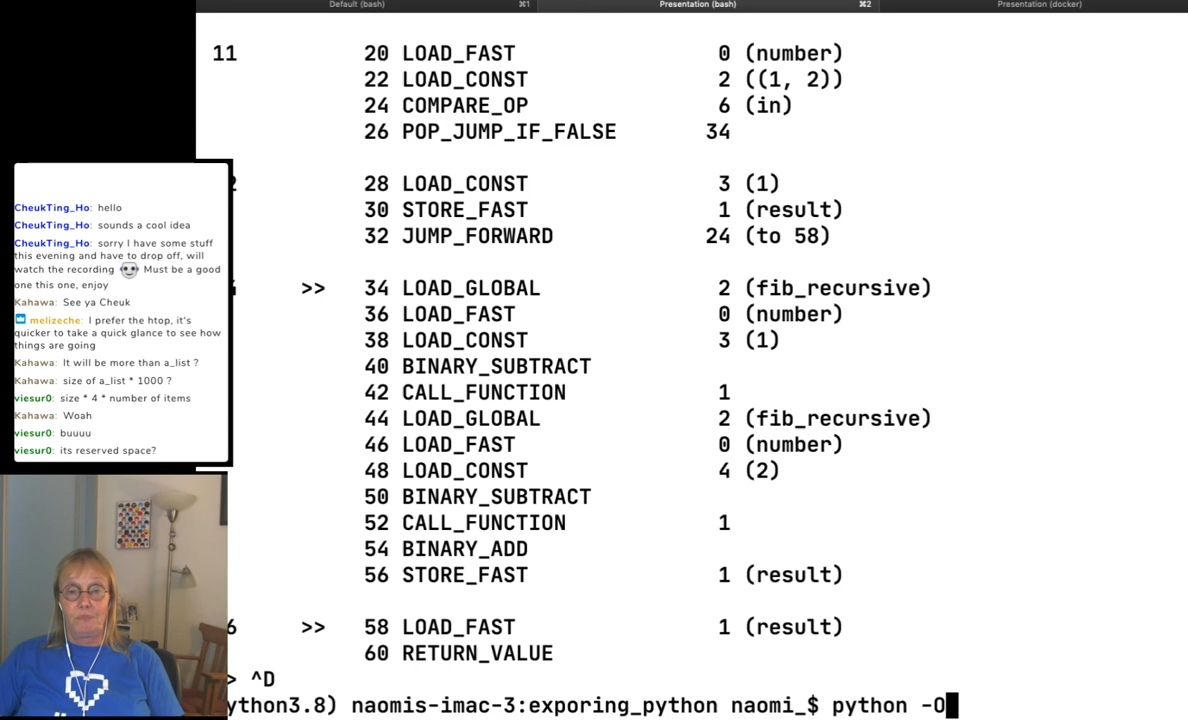 Default (bash) ⌘1 Presentation (bash) ⌘2 Presentation (docker)
11 20 LOAD_FAST 0 (number)
22 LOAD_CONST 2 ((1, 2))
24 COMPARE_OP 6 (in)
26 POP_JUMP_IF_FALSE 34
2 28 LOAD_CONST 3 (1)
30 STORE_FAST 1 (result)
32 JUMP_FORWARD 24 (to 58)
4 >> 34 LOAD_GLOBAL 2 (fib_recursive)
36 LOAD_FAST 0 (number)
38 LOAD_CONST 3 (1)
40 BINARY_SUBTRACT
42 CALL_FUNCTION 1
44 LOAD_GLOBAL 2 (fib_recursive)
46 LOAD_FAST 0 (number)
48 LOAD_CONST 4 (2)
50 BINARY_SUBTRACT
52 CALL_FUNCTION 1
54 BINARY_ADD
56 STORE_FAST 1 (result)
6 >> 58 LOAD_FAST 1 (result)
60 RETURN_VALUE
> ^D
ython3.8) naomis-imac-3:exporing_python naomi_$ python -O
CheukTing_Ho: hello
CheukTing_Ho: sounds a cool idea
CheukTing_Ho: sorry I have some stuff
this evening and have to drop off, will
watch the recording Must be a good
one this one, enjoy
Kahawa: See ya Cheuk
melizeche: I prefer the htop, it's
quicker to take a quick glance to see how
things are going
Kahawa: It will be more than a_list ?
Kahawa: size of a_list * 1000 ?
viesur0: size * 4 * number of items
Kahawa: Woah
viesur0: buuuu
viesur0: its reserved space?